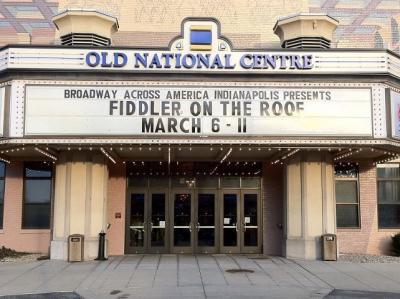 OLD NATIONAL CENTRE
BROADWAY ACROSS AMERICA INDIANAPOLIS PRESENTS
FIDDLER ON THE ROOF
MARCH 6 - 11